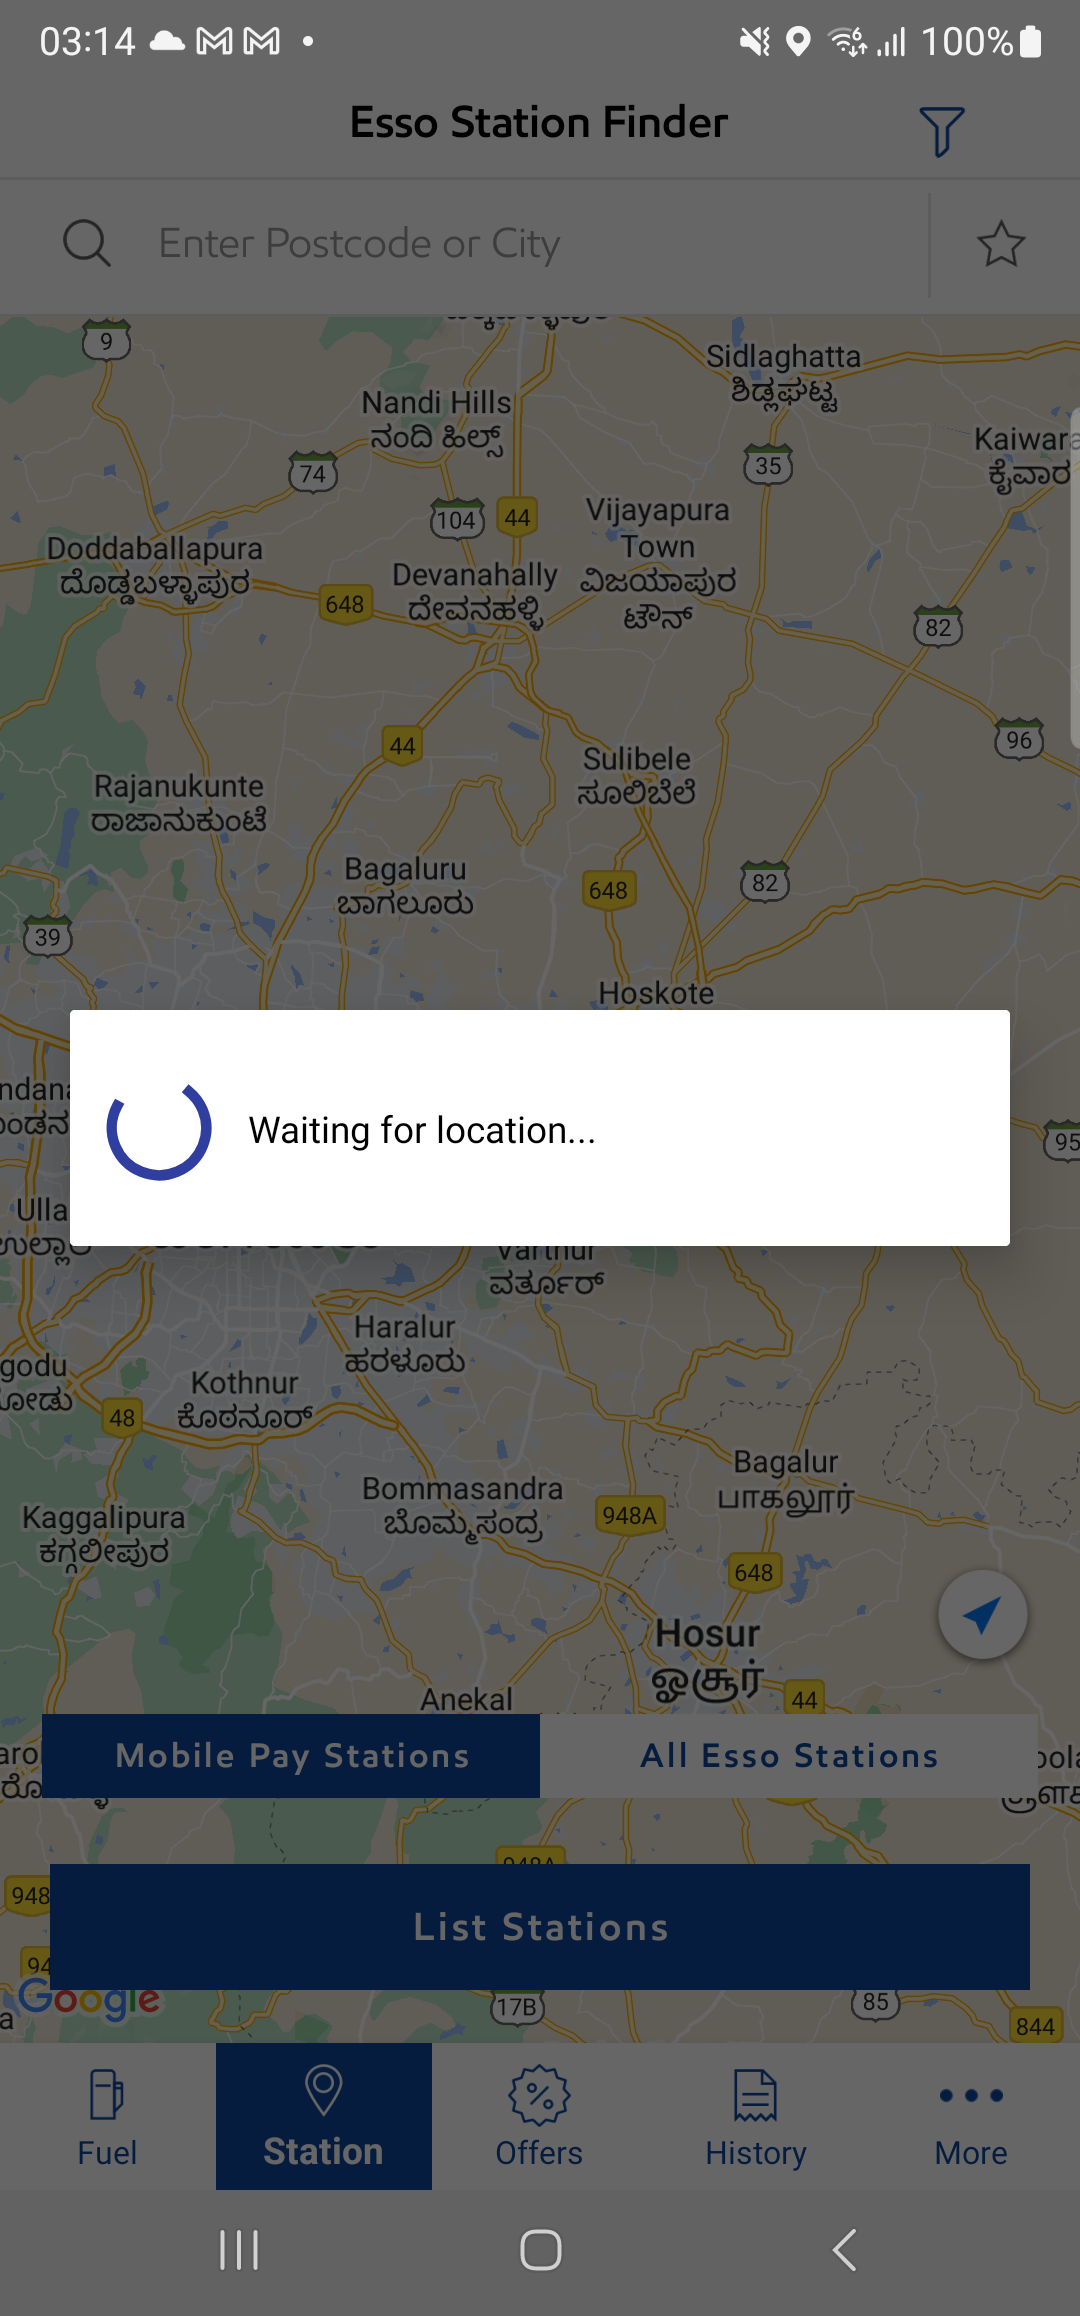 03:14
100%
Esso Station Finder
Enter Postcode or City
9
Sidlaghatta
ಶಿಡ್ಲಘಟ್ಟ
Nandi Hills
ನಂದಿ ಹಿಲ್ಸ್
Kaiwara
ಕೈವಾರ
74
35
104
44
Vijayapura
Town
ವಿಜಯಾಪುರ
ಟೌನ್
Doddaballapura
ದೊಡ್ಡಬಳ್ಳಾಪುರ
Devanahally
ದೇವನಹಳ್ಳಿ
648
82
44
96
Sulibele
ಸೂಲಿಬೆಲೆ
Rajanukunte
ರಾಜಾನುಕುಂಟೆ
Bagaluru
ಬಾಗಲೂರು
648
82
39
Hoskote
Waiting for location...
95
Ulla
ಉಲ್ಲಾಳ
Varthur
ವರ್ತೂರ್
Haralur
ಹರಳೂರು
godu
ೋಡು
Kothnur
ಕೊಠನೂರ್
48
Bagalur
பாகலூர்
Bommasandra
ಬೊಮ್ಮಸಂದ್ರ
948A
Kaggalipura
ಕಗ್ಗಲೀಪುರ
648
Hosur
ஓசூர்
Anekal
44
Mobile Pay Stations
All Esso Stations
948A
948
List Stations
94
Google
17B
85
844
Fuel
Station
Offers
History
More